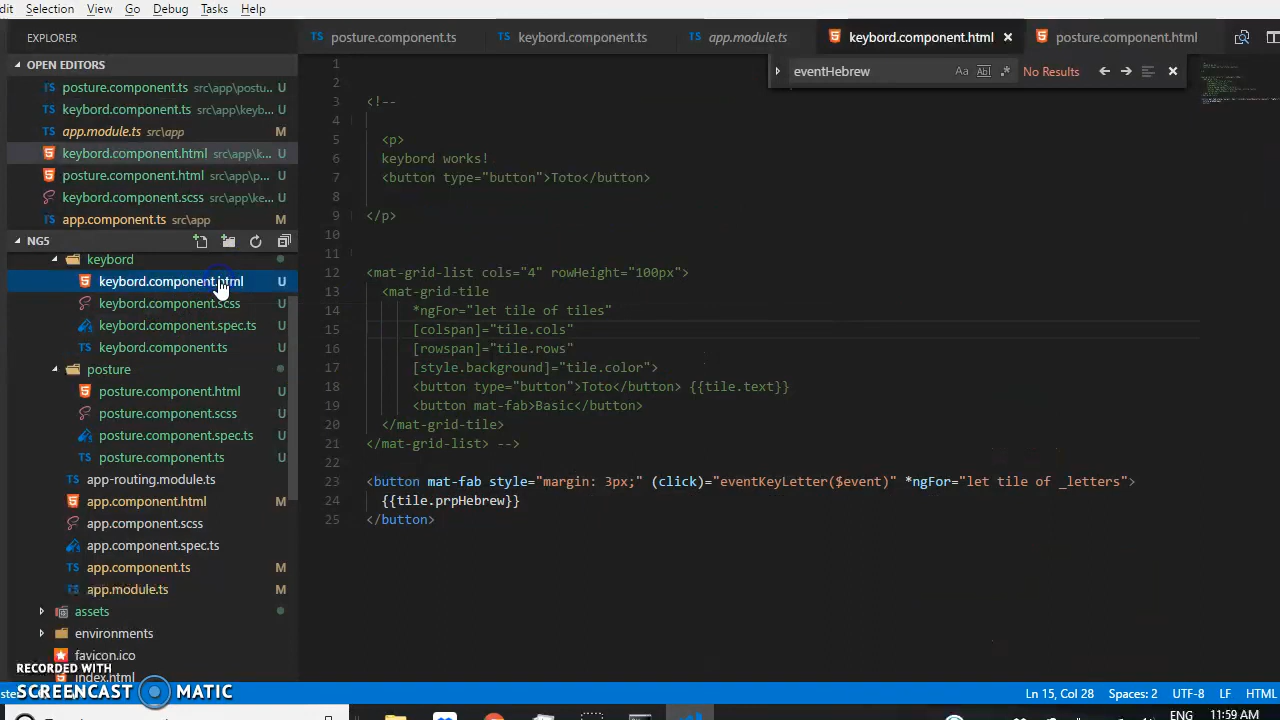 dit Selection View Go Debug Tasks Help
EXPLORER
posture.component.ts keybord.component.ts app.module.ts keybord.component.html × posture.component.html
OPEN EDITORS
eventHebrew Aa Abl .* No Results
posture.component.ts src\app\postu... U
keybord.component.ts src\app\keyb... U
app.module.ts src\app M
keybord.component.html src\app\k... U
posture.component.html src\app\p... U
keybord.component.scss src\app\ke... U
app.component.ts src\app M
NG5
keybord
keybord.component.html U
keybord.component.scss U
keybord.component.spec.ts U
keybord.component.ts U
posture
posture.component.html U
posture.component.scss U
posture.component.spec.ts U
posture.component.ts U
app-routing.module.ts U
app.component.html M
app.component.scss
app.component.spec.ts
app.component.ts M
app.module.ts M
assets
environments
favicon.ico
index.html
1
2
3 <!--
4
5 <p>
6 keybord works!
7 <button type="button">Toto</button>
8
9 </p>
10
11
12 <mat-grid-list cols="4" rowHeight="100px">
13 <mat-grid-tile
14 *ngFor="let tile of tiles"
15 [colspan]="tile.cols"
16 [rowspan]="tile.rows"
17 [style.background]="tile.color">
18 <button type="button">Toto</button> {{tile.text}}
19 <button mat-fab>Basic</button>
20 </mat-grid-tile>
21 </mat-grid-list> -->
22
23 <button mat-fab style="margin: 3px;" (click)="eventKeyLetter($event)" *ngFor="let tile of _letters">
24 {{tile.prpHebrew}}
25 </button>
RECORDED WITH
SCREENCAST MATIC
Ln 15, Col 28 Spaces: 2 UTF-8 LF HTML
ENG 11:59 AM